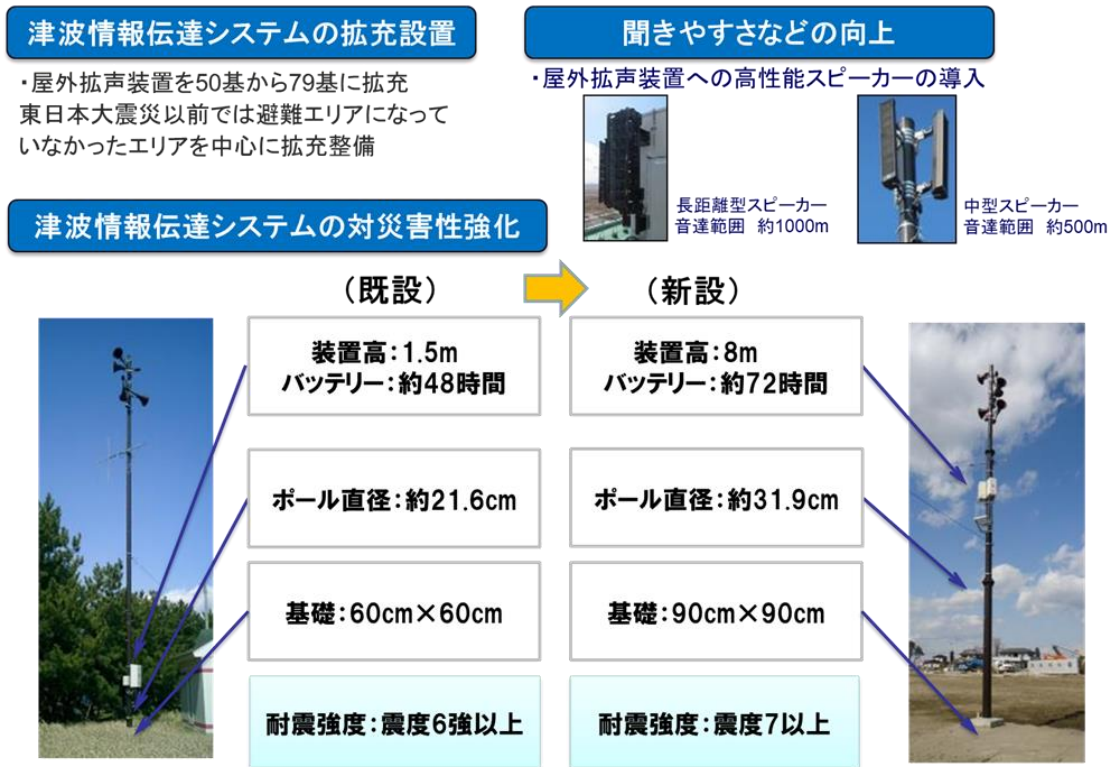 津波情報伝達システムの拡充設置
・屋外拡声装置を50基から79基に拡充
東日本大震災以前では避難エリアになって
いなかったエリアを中心に拡充整備
聞きやすさなどの向上
・屋外拡声装置への高性能スピーカーの導入
長距離型スピーカー
音達範囲 約1000m
中型スピーカー
音達範囲 約500m
津波情報伝達システムの対災害性強化
（既設）
（新設）
装置高：1.5m
バッテリー：約48時間
装置高：8m
バッテリー：約72時間
ポール直径：約21.6cm
ポール直径：約31.9cm
基礎：60cm×60cm
基礎：90cm×90cm
耐震強度：震度6強以上
耐震強度：震度7以上